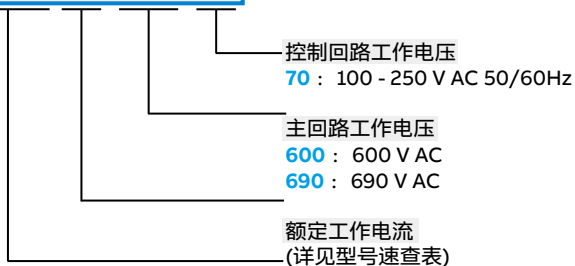 控制回路工作电压
70： 100 - 250 V AC 50/60Hz
主回路工作电压
600： 600 V AC
690： 690 V AC
额定工作电流
(详见型号速查表)